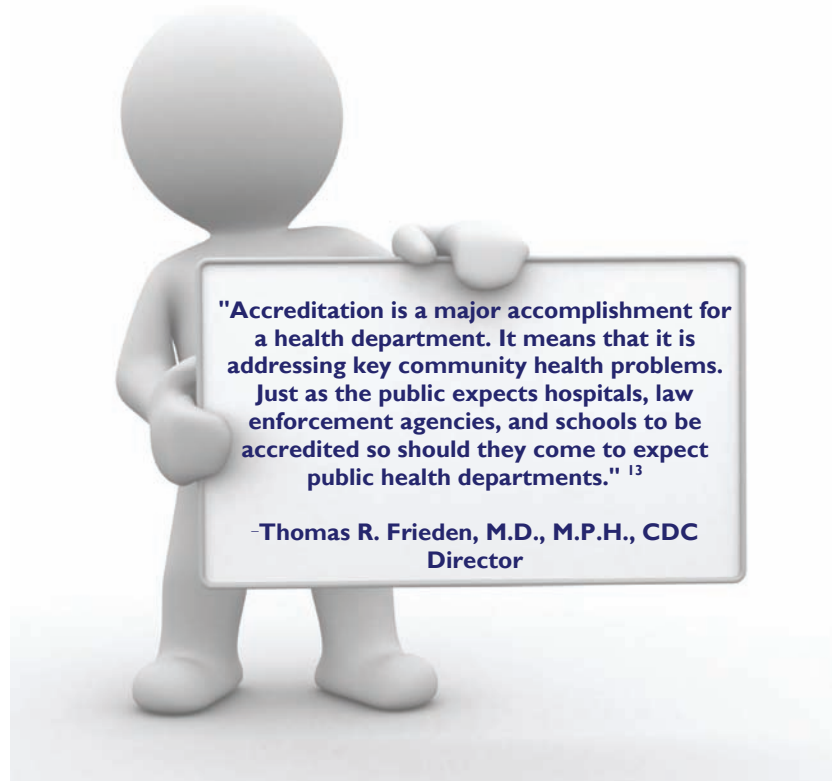 "Accreditation is a major accomplishment for
a health department. It means that it is
addressing key community health problems.
Just as the public expects hospitals, law
enforcement agencies, and schools to be
accredited so should they come to expect
public health departments." 13
-Thomas R. Frieden, M.D., M.P.H., CDC
Director